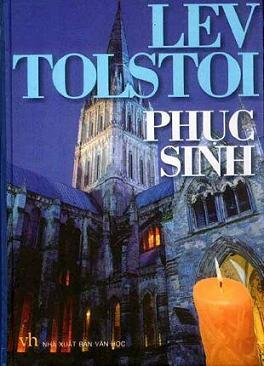 LEV
TOLSTOI
PHỤC
SINH
vh NHÀ XUẤT BẢN VĂN HỌC